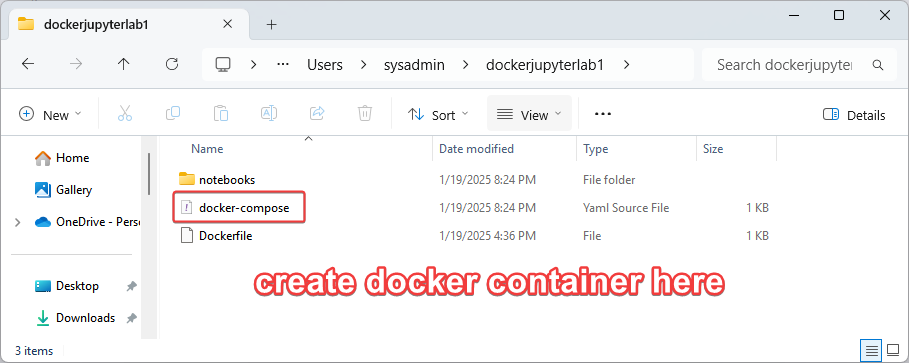 dockerjupyterlab1
Users sysadmin dockerjupyterlab1 Search dockerjupyter
New Sort View Details
Name Date modified Type Size
Home
Gallery
OneDrive - Pers
Desktop
Downloads
notebooks 1/19/2025 8:24 PM File folder
docker-compose 1/19/2025 8:24 PM Yaml Source File 1 KB
Dockerfile 1/19/2025 4:36 PM File 1 KB
create docker container here
3 items